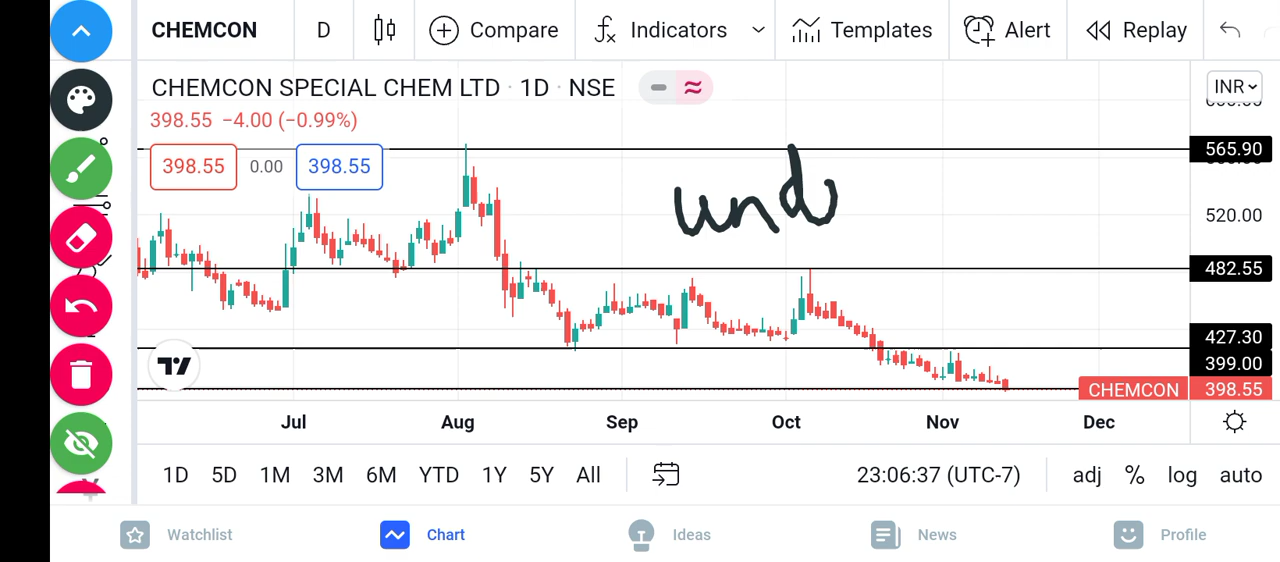 CHEMCON D Compare Indicators Templates Alert Replay
CHEMCON SPECIAL CHEM LTD · 1D · NSE
INR
398.55 −4.00 (−0.99%)
398.55 0.00 398.55
und
565.90
520.00
482.55
427.30
399.00
CHEMCON 398.55
Jul Aug Sep Oct Nov Dec
1D 5D 1M 3M 6M YTD 1Y 5Y All 23:06:37 (UTC-7) adj % log auto
Watchlist Chart Ideas News Profile